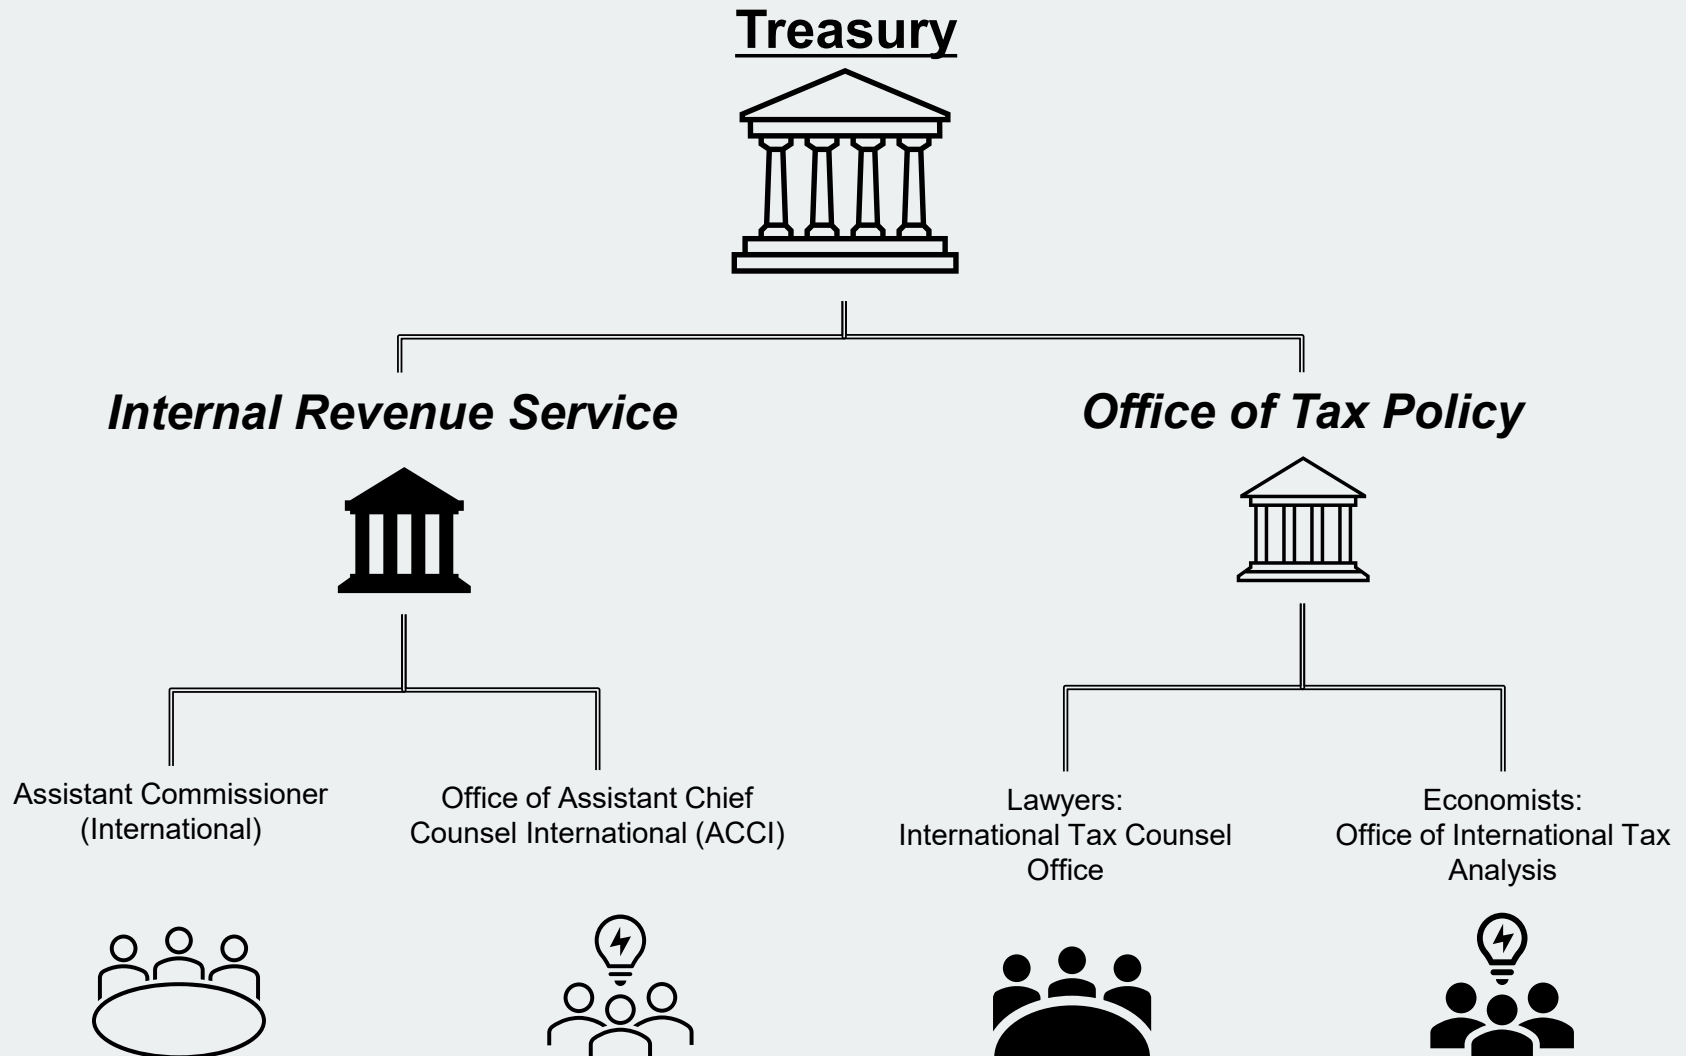 Treasury
Internal Revenue Service
Office of Tax Policy
Assistant Commissioner
(International)
Office of Assistant Chief
Counsel International (ACCI)
Lawyers:
International Tax Counsel
Office
Economists:
Office of International Tax
Analysis